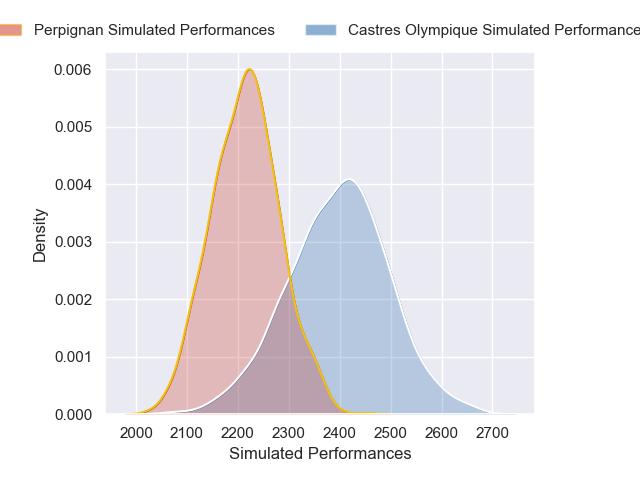 Perpignan Simulated Performances Castres Olympique Simulated Performance
0.006
0.005
0.004
0.003
0.002
0.001
0.000
Density
2000 2100 2200 2300 2400 2500 2600 2700
Simulated Performances